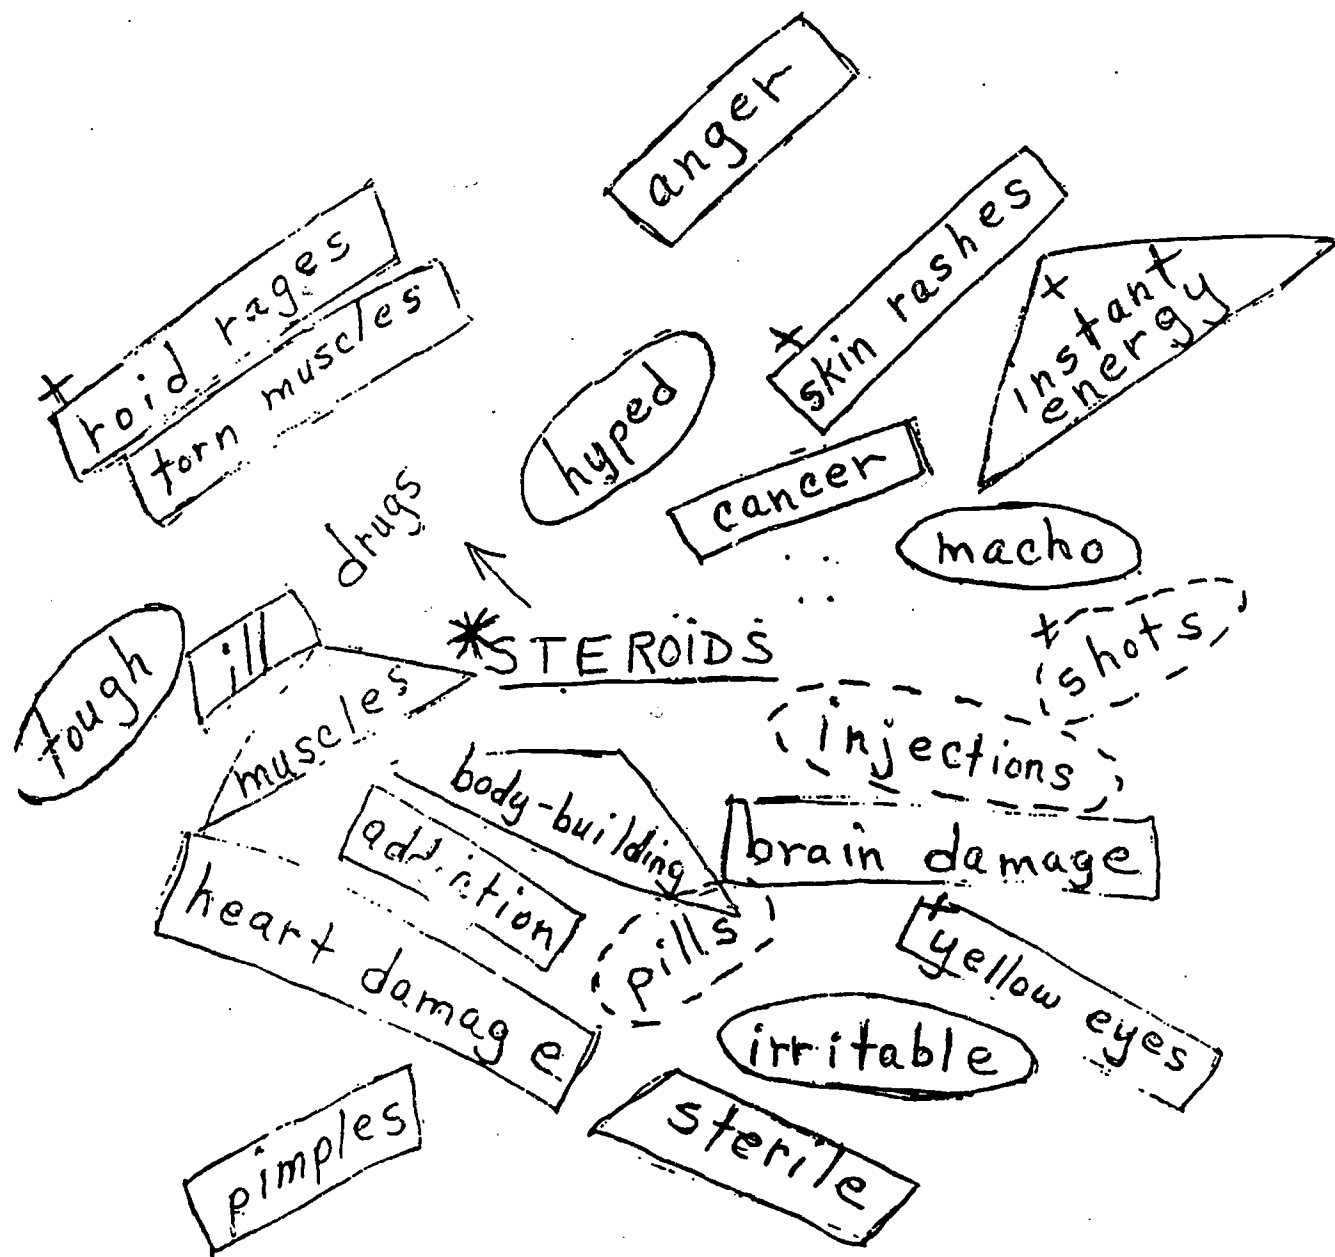 anger
skin rashes
+
roid rages
+
torn muscles
instant
energy
+
hyped
cancer
macho
drugs
ill
tough
* STEROIDS
shots
+
muscles
injections
body-building
addiction
brain damage
heart damage
pills
yellow eyes
+
irritable
sterile
pimples